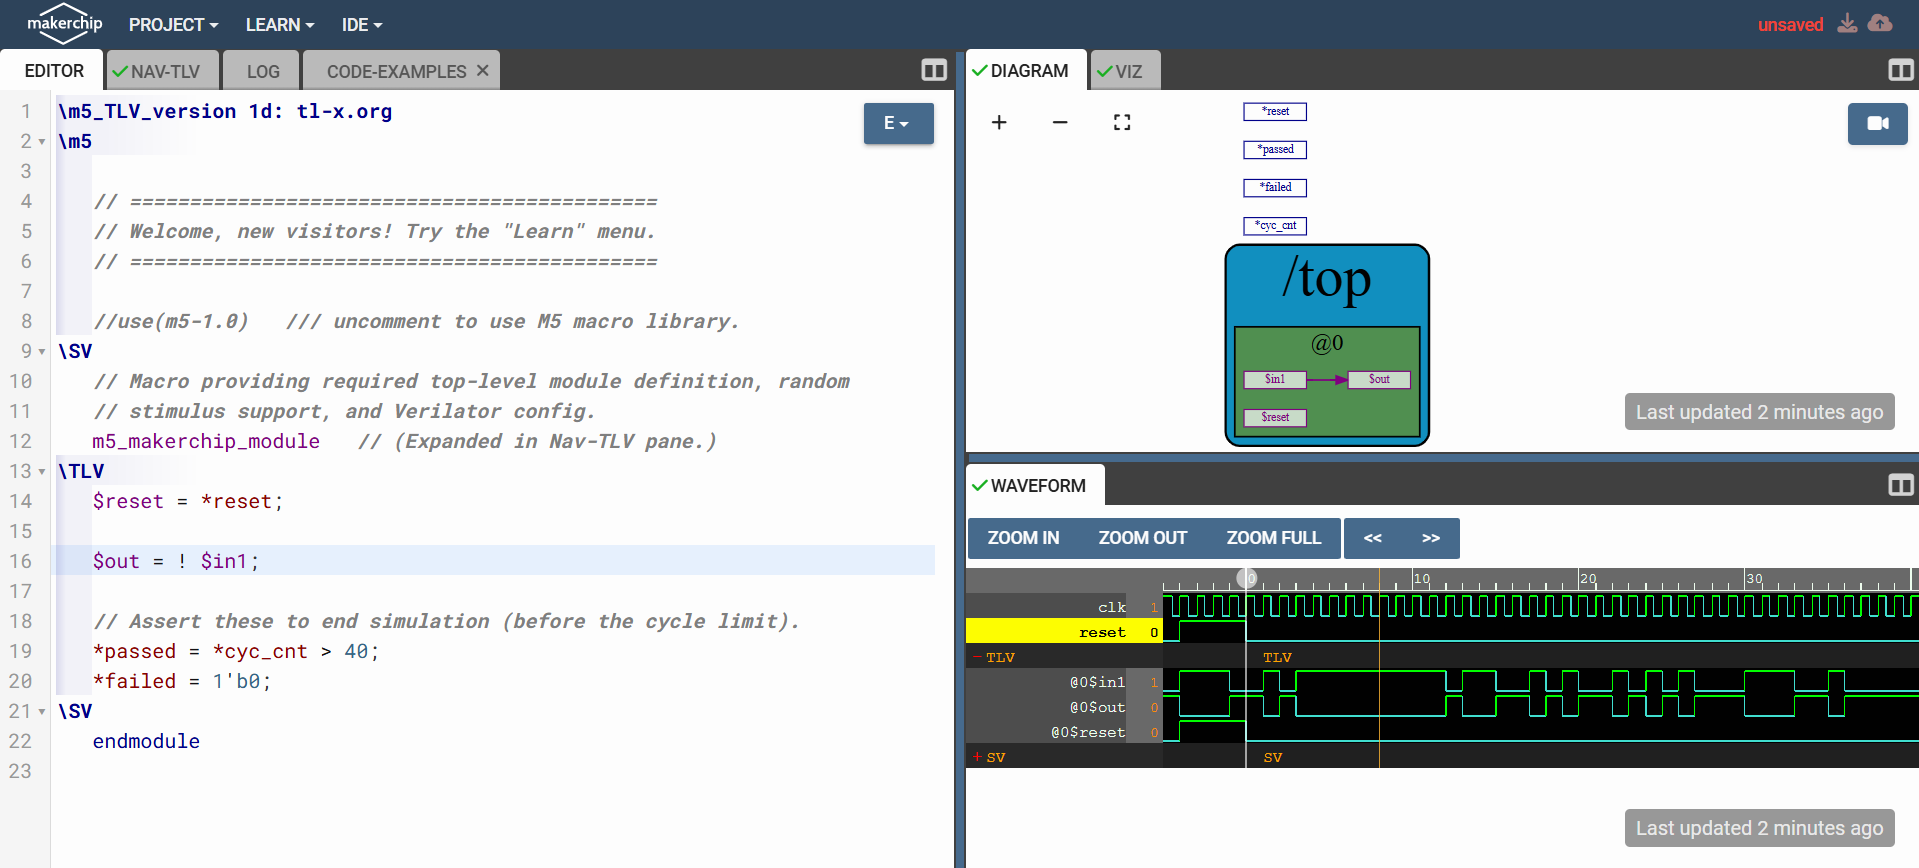 makerchip PROJECT LEARN IDE unsaved
EDITOR NAV-TLV LOG CODE-EXAMPLES ✕
1 \m5_TLV_version 1d: tl-x.org
2 \m5
3
4 // ============================================
5 // Welcome, new visitors! Try the "Learn" menu.
6 // ============================================
7
8 //use(m5-1.0)   /// uncomment to use M5 macro library.
9 \SV
10 // Macro providing required top-level module definition, random
11 // stimulus support, and Verilator config.
12 m5_makerchip_module   // (Expanded in Nav-TLV pane.)
13 \TLV
14 $reset = *reset;
15
16 $out = ! $in1;
17
18 // Assert these to end simulation (before the cycle limit).
19 *passed = *cyc_cnt > 40;
20 *failed = 1'b0;
21 \SV
22 endmodule
23
E
DIAGRAM VIZ
*reset
*passed
*failed
*cyc_cnt
/top
@0
$in1 $out
$reset
Last updated 2 minutes ago
WAVEFORM
ZOOM IN ZOOM OUT ZOOM FULL << >>
0 10 20 30
clk 1
reset 0
- TLV TLV
@0$in1 1
@0$out 0
@0$reset 0
+ SV SV
Last updated 2 minutes ago